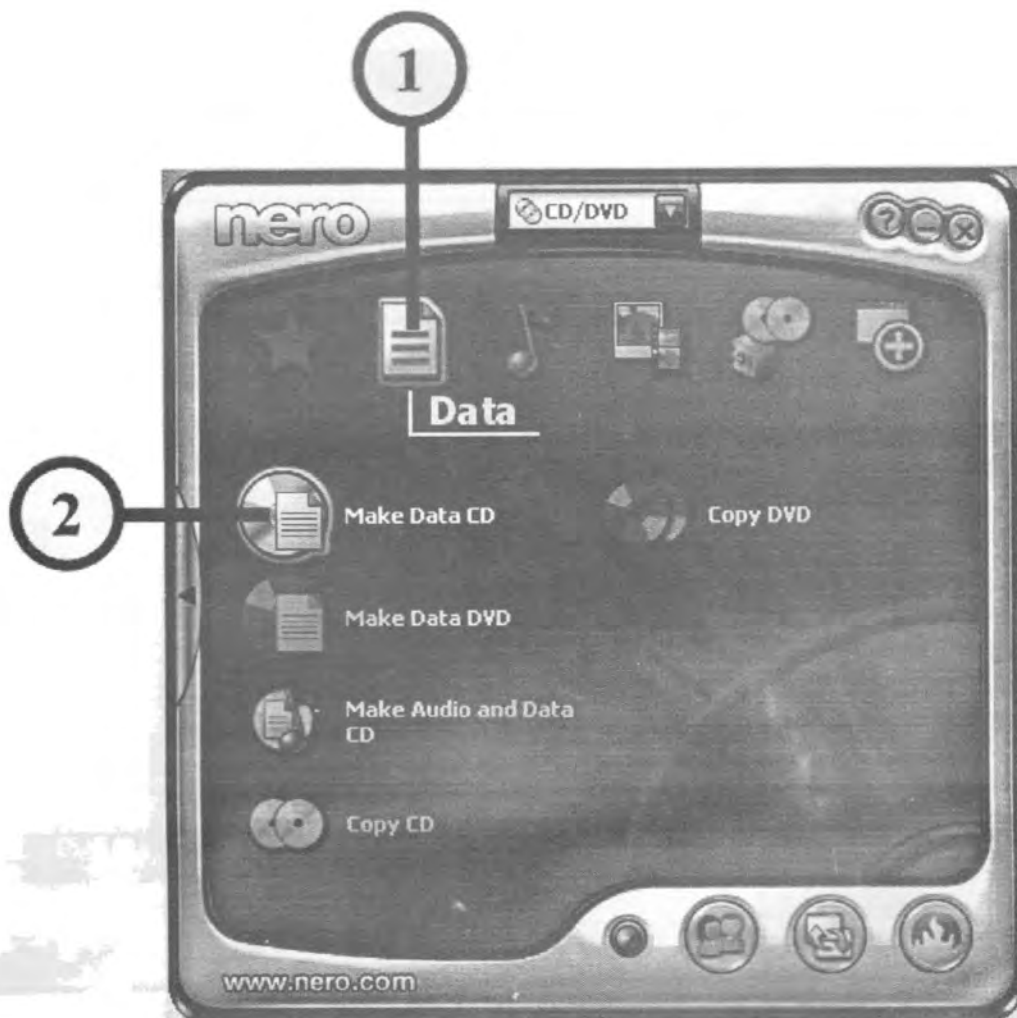 1
nero
CD/DVD
?
Data
2
Make Data CD
Copy DVD
Make Data DVD
Make Audio and Data
CD
Copy CD
www.nero.com